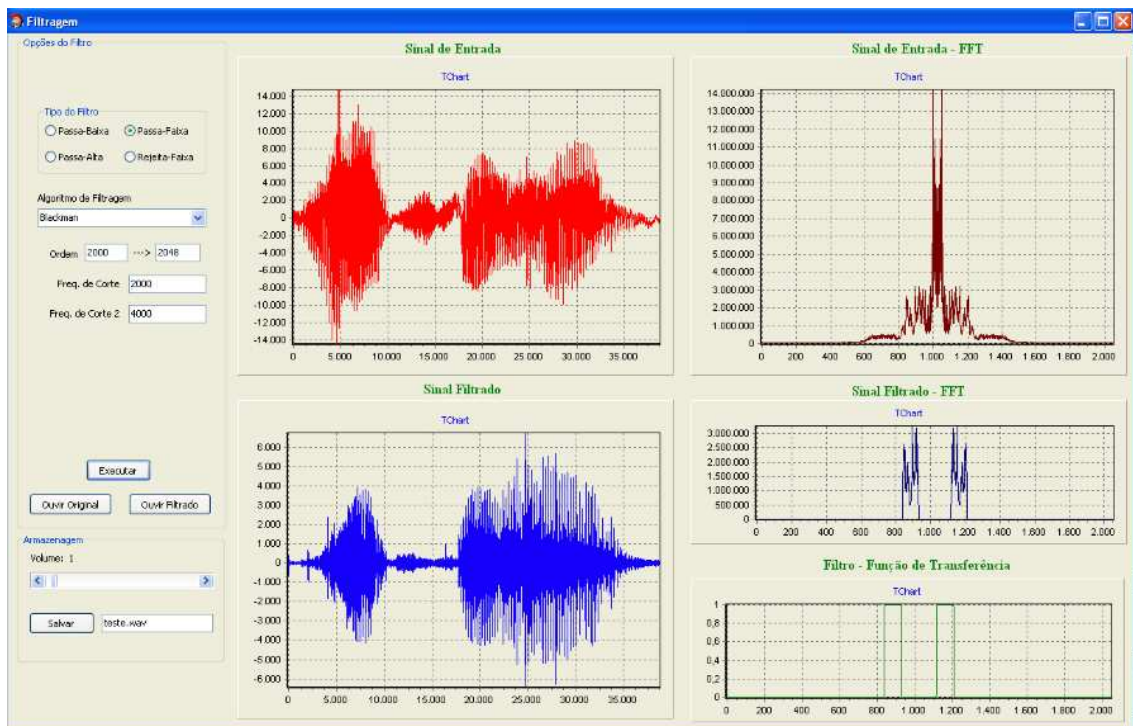 Filtragem
Opções do Filtro
Tipo do Filtro
Passa-Baixa Passa-Faixa
Passa-Alta Rejeita-Faixa
Algoritmo de Filtragem
Blackman
Ordem 2000 ---> 2048
Freq. de Corte 2000
Freq. de Corte 2 4000
Executar
Ouvir Original Ouvir Filtrado
Armazenagem
Volume: 1
Salvar teste.wav
Sinal de Entrada
TChart
14.000
12.000
10.000
8.000
6.000
4.000
2.000
0
-2.000
-4.000
-6.000
-8.000
-10.000
-12.000
-14.000
0 5.000 10.000 15.000 20.000 25.000 30.000 35.000
Sinal de Entrada - FFT
TChart
14.000.000
13.000.000
12.000.000
11.000.000
10.000.000
9.000.000
8.000.000
7.000.000
6.000.000
5.000.000
4.000.000
3.000.000
2.000.000
1.000.000
0
0 200 400 600 800 1.000 1.200 1.400 1.600 1.800 2.000
Sinal Filtrado
TChart
6.000
5.000
4.000
3.000
2.000
1.000
0
-1.000
-2.000
-3.000
-4.000
-5.000
-6.000
0 5.000 10.000 15.000 20.000 25.000 30.000 35.000
Sinal Filtrado - FFT
TChart
3.000.000
2.500.000
2.000.000
1.500.000
1.000.000
500.000
0
0 200 400 600 800 1.000 1.200 1.400 1.600 1.800 2.000
Filtro - Função de Transferência
TChart
1
0,8
0,6
0,4
0,2
0
0 200 400 600 800 1.000 1.200 1.400 1.600 1.800 2.000